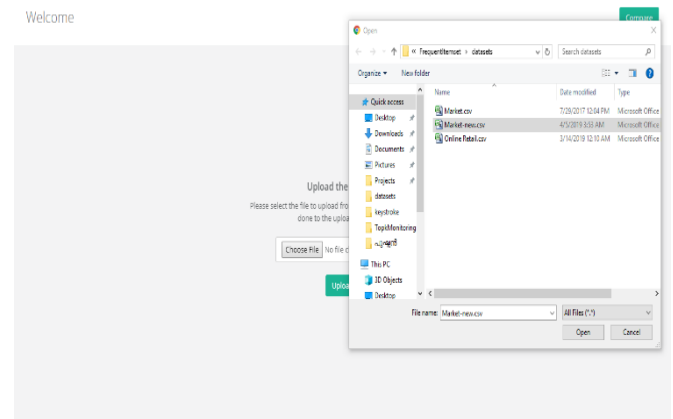 Welcome
Compare
Open
« FrequentItemset › datasets
Search datasets
Organize
New folder
Name
Date modified
Type
Quick access
Desktop
Downloads
Documents
Pictures
Projects
datasets
keystroke
TopikMonitoring
This PC
3D Objects
Desktop
Market.csv 7/29/2017 12:04 PM Microsoft Office
Market-new.csv 4/5/2019 8:53 AM Microsoft Office
Online Retail.csv 3/14/2019 12:10 AM Microsoft Office
Upload the
Please select the file to upload fro
done to the uploa
Choose File No file c
Uploa
File name: Market-new.csv
All Files (*.*)
Open
Cancel